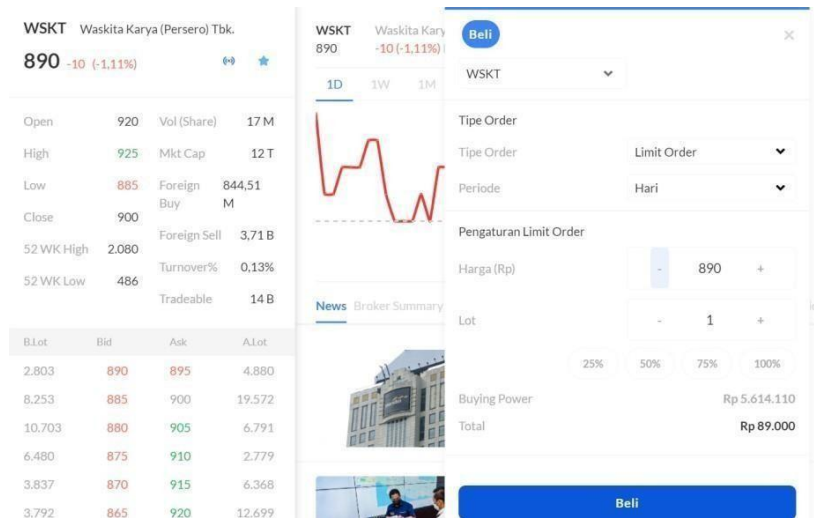 WSKT Waskita Karya (Persero) Tbk.
890 -10 (-1,11%)
Open 920 Vol (Share) 17 M
High 925 Mkt Cap 12 T
Low 885 Foreign Buy 844,51 M
Close 900 Foreign Sell 3,71 B
52 WK High 2.080 Turnover% 0,13%
52 WK Low 486 Tradeable 14 B
B.Lot Bid Ask A.Lot
2.803 890 895 4.880
8.253 885 900 19.572
10.703 880 905 6.791
6.480 875 910 2.779
3.837 870 915 6.368
3.792 865 920 12.699
WSKT Waskita Kary
890 -10 (-1,11%)
1D 1W 1M
News Broker Summary
Beli ×
WSKT
Tipe Order
Tipe Order Limit Order
Periode Hari
Pengaturan Limit Order
Harga (Rp) - 890 +
Lot - 1 +
25% 50% 75% 100%
Buying Power Rp 5.614.110
Total Rp 89.000
Beli